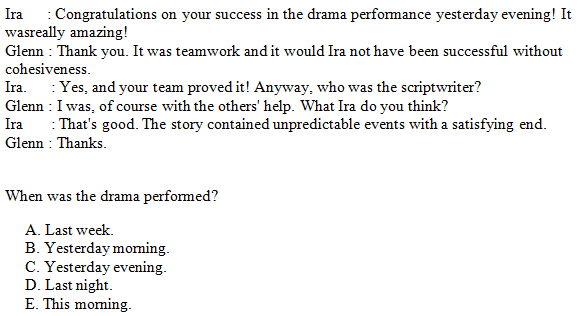 Ira : Congratulations on your success in the drama performance yesterday evening! It
wasreally amazing!
Glenn : Thank you. It was teamwork and it would Ira not have been successful without
cohesiveness.
Ira. : Yes, and your team proved it! Anyway, who was the scriptwriter?
Glenn : I was, of course with the others' help. What Ira do you think?
Ira : That's good. The story contained unpredictable events with a satisfying end.
Glenn : Thanks.
When was the drama performed?
A. Last week.
B. Yesterday morning.
C. Yesterday evening.
D. Last night.
E. This morning.